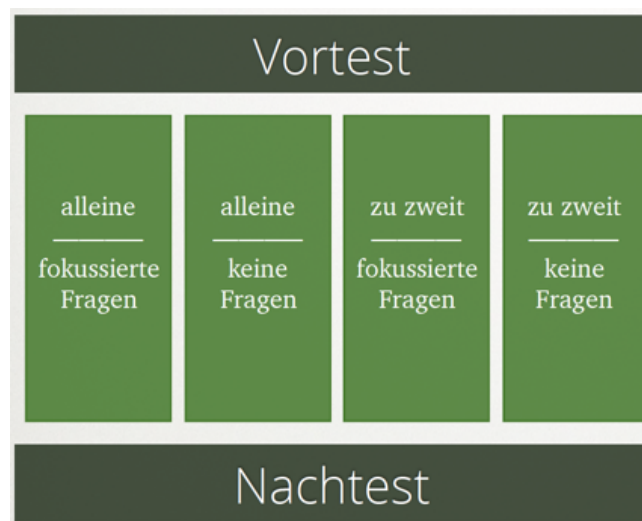 Vortest
alleine
fokussierte
Fragen
alleine
keine
Fragen
zu zweit
fokussierte
Fragen
zu zweit
keine
Fragen
Nachtest